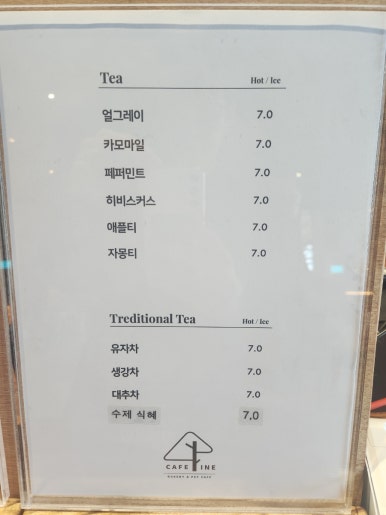 Tea Hot / Ice
얼그레이 7.0
카모마일 7.0
페퍼민트 7.0
히비스커스 7.0
애플티 7.0
자몽티 7.0
Treditional Tea Hot / Ice
유자차 7.0
생강차 7.0
대추차 7.0
수제 식혜 7.0
CAFE INE
BAKERY &